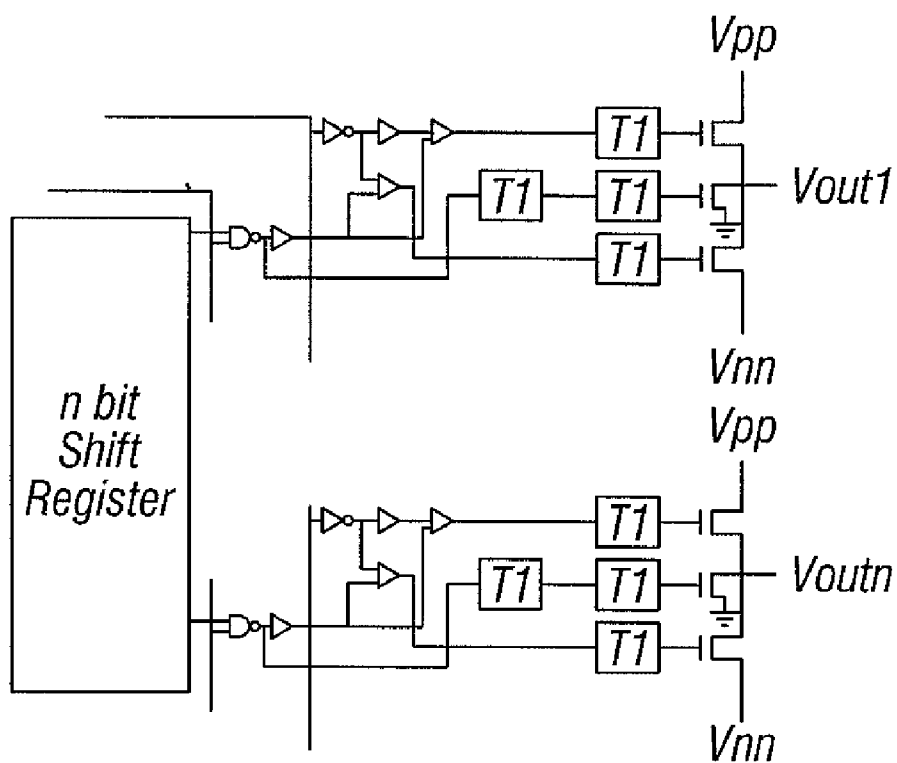 Vpp
T1
T1
T1
Vout1
T1
Vnn
n bit
Shift
Register
Vpp
T1
T1
T1
Voutn
T1
Vnn